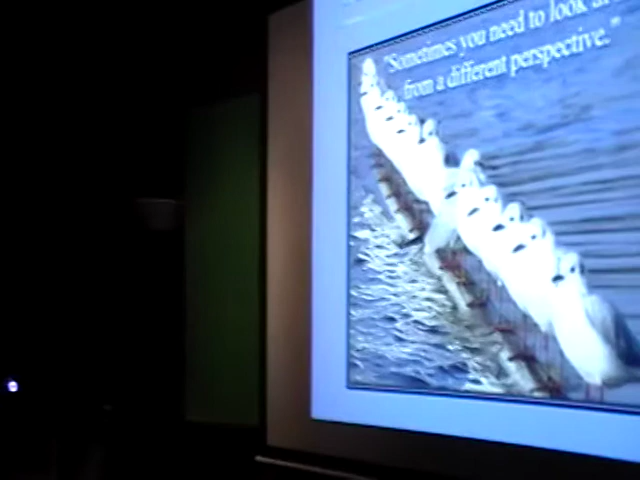 "Sometimes you need to look
from a different perspective."